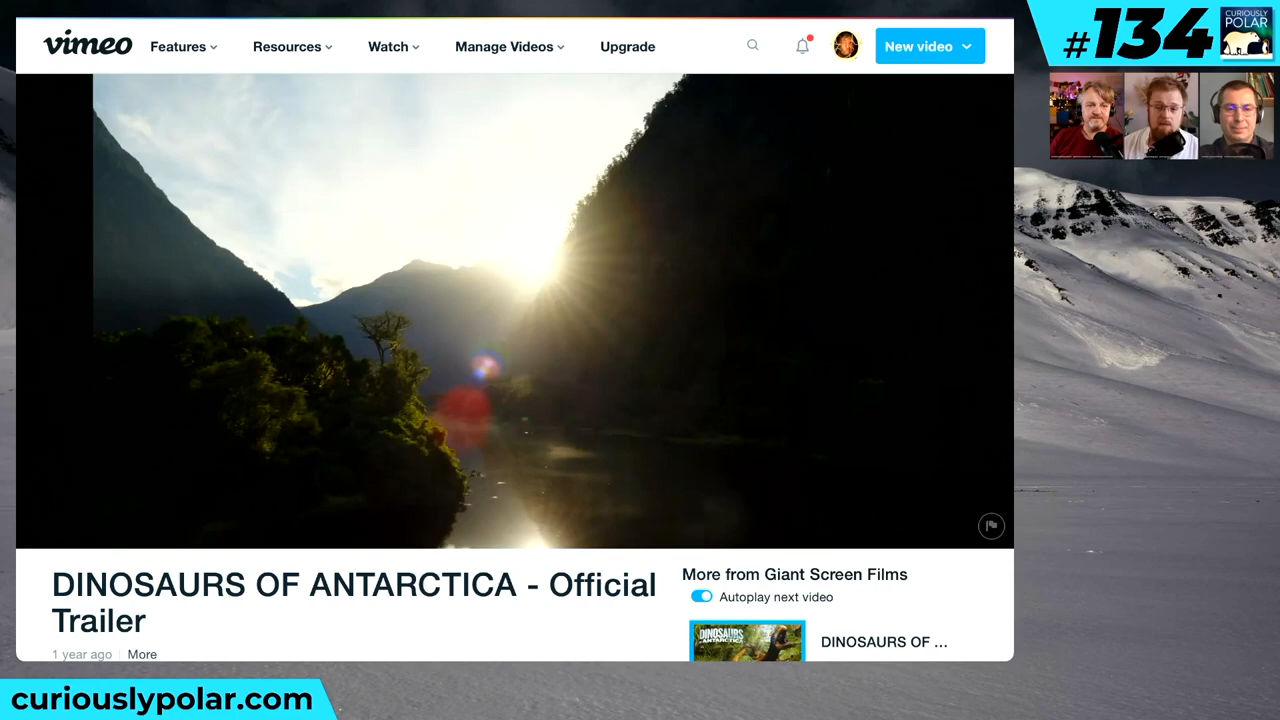 vimeo
Features
Resources
Watch
Manage Videos
Upgrade
New video
#134
CURIOUSLY
POLAR
DINOSAURS OF ANTARCTICA - Official
Trailer
1 year ago
More
More from Giant Screen Films
Autoplay next video
DINOSAURS
ANTARCTICA
DINOSAURS OF ...
curiouslypolar.com